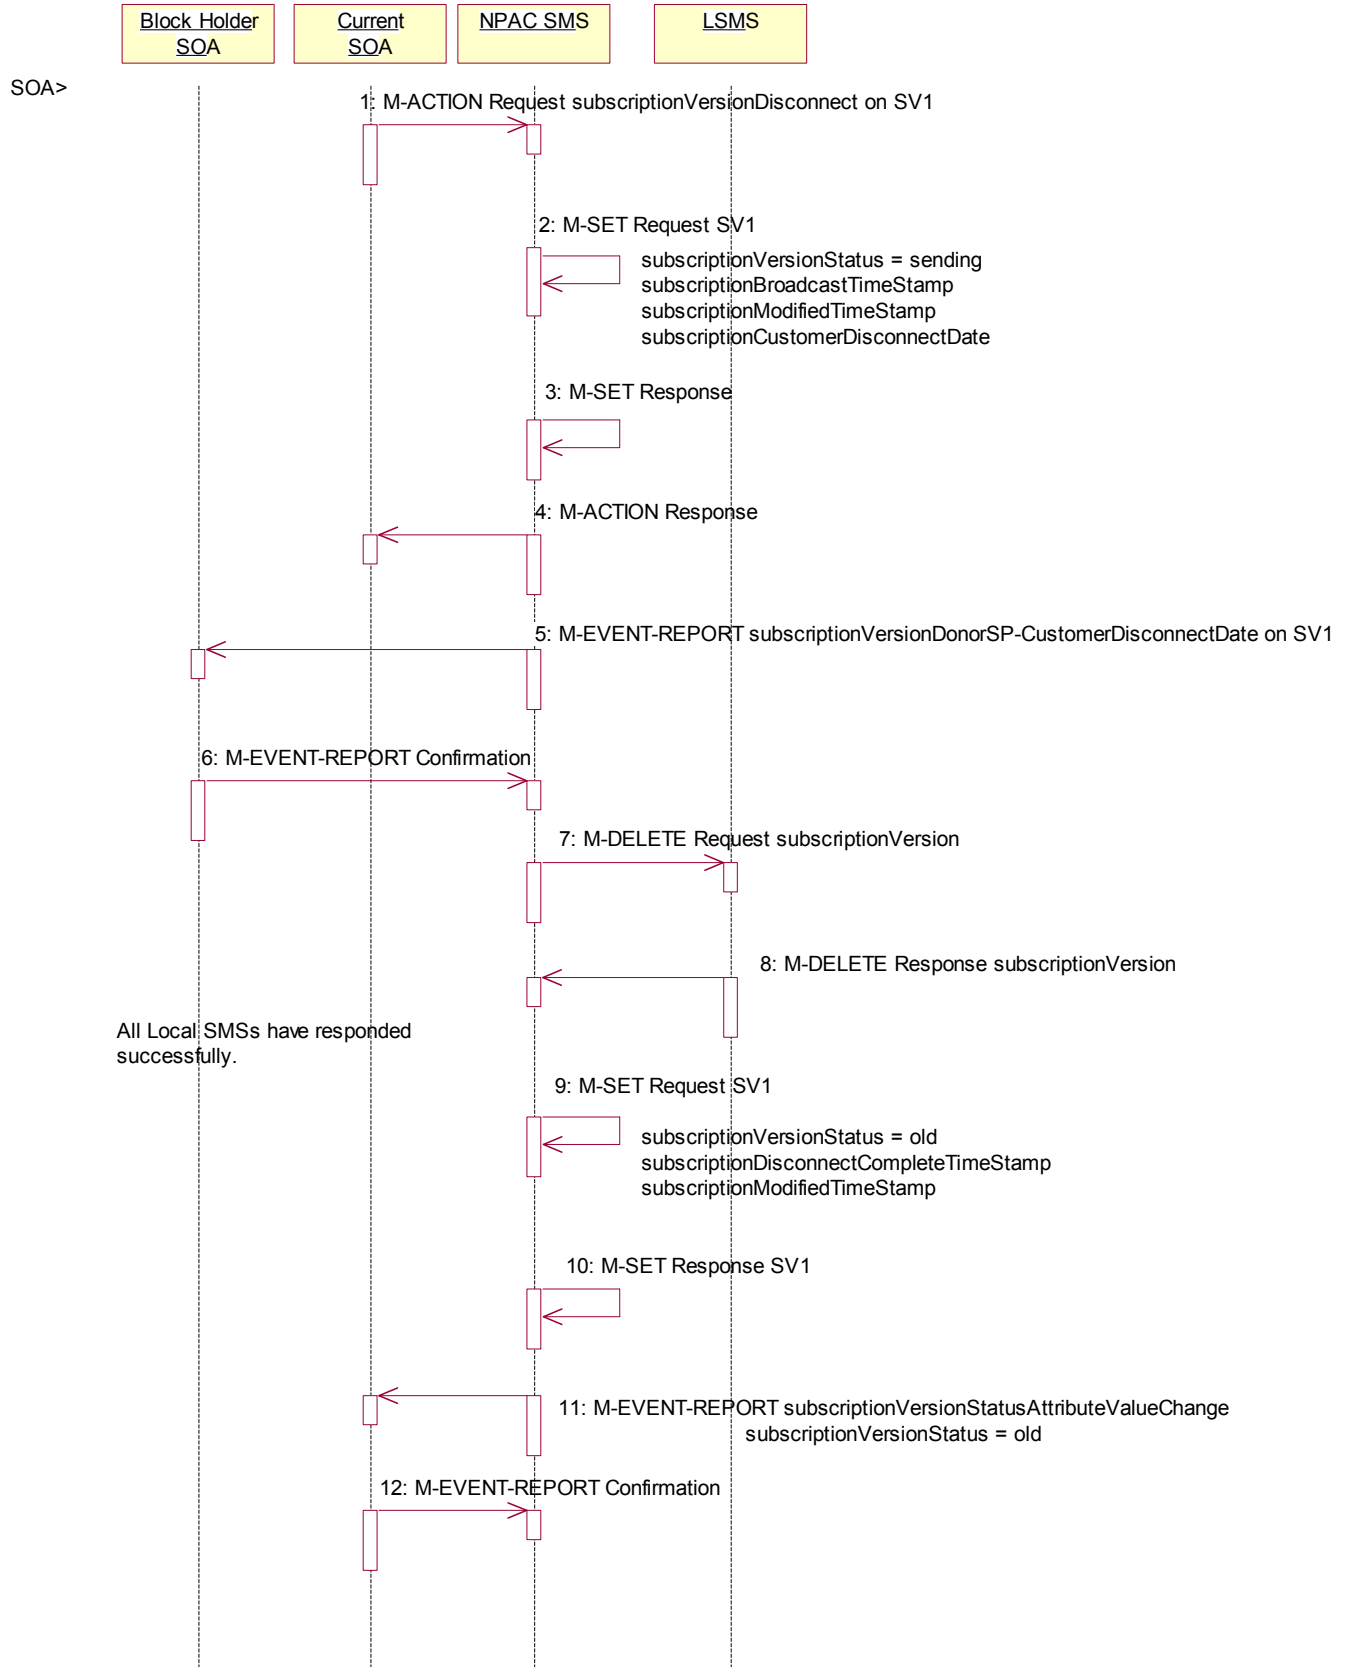 Block Holder
SOA
Current
SOA
NPAC SMS
LSMS
SOA>
1: M-ACTION Request subscriptionVersionDisconnect on SV1
2: M-SET Request SV1
subscriptionVersionStatus = sending
subscriptionBroadcastTimeStamp
subscriptionModifiedTimeStamp
subscriptionCustomerDisconnectDate
3: M-SET Response
4: M-ACTION Response
5: M-EVENT-REPORT subscriptionVersionDonorSP-CustomerDisconnectDate on SV1
6: M-EVENT-REPORT Confirmation
7: M-DELETE Request subscriptionVersion
8: M-DELETE Response subscriptionVersion
All Local SMSs have responded
successfully.
9: M-SET Request SV1
subscriptionVersionStatus = old
subscriptionDisconnectCompleteTimeStamp
subscriptionModifiedTimeStamp
10: M-SET Response SV1
11: M-EVENT-REPORT subscriptionVersionStatusAttributeValueChange
subscriptionVersionStatus = old
12: M-EVENT-REPORT Confirmation